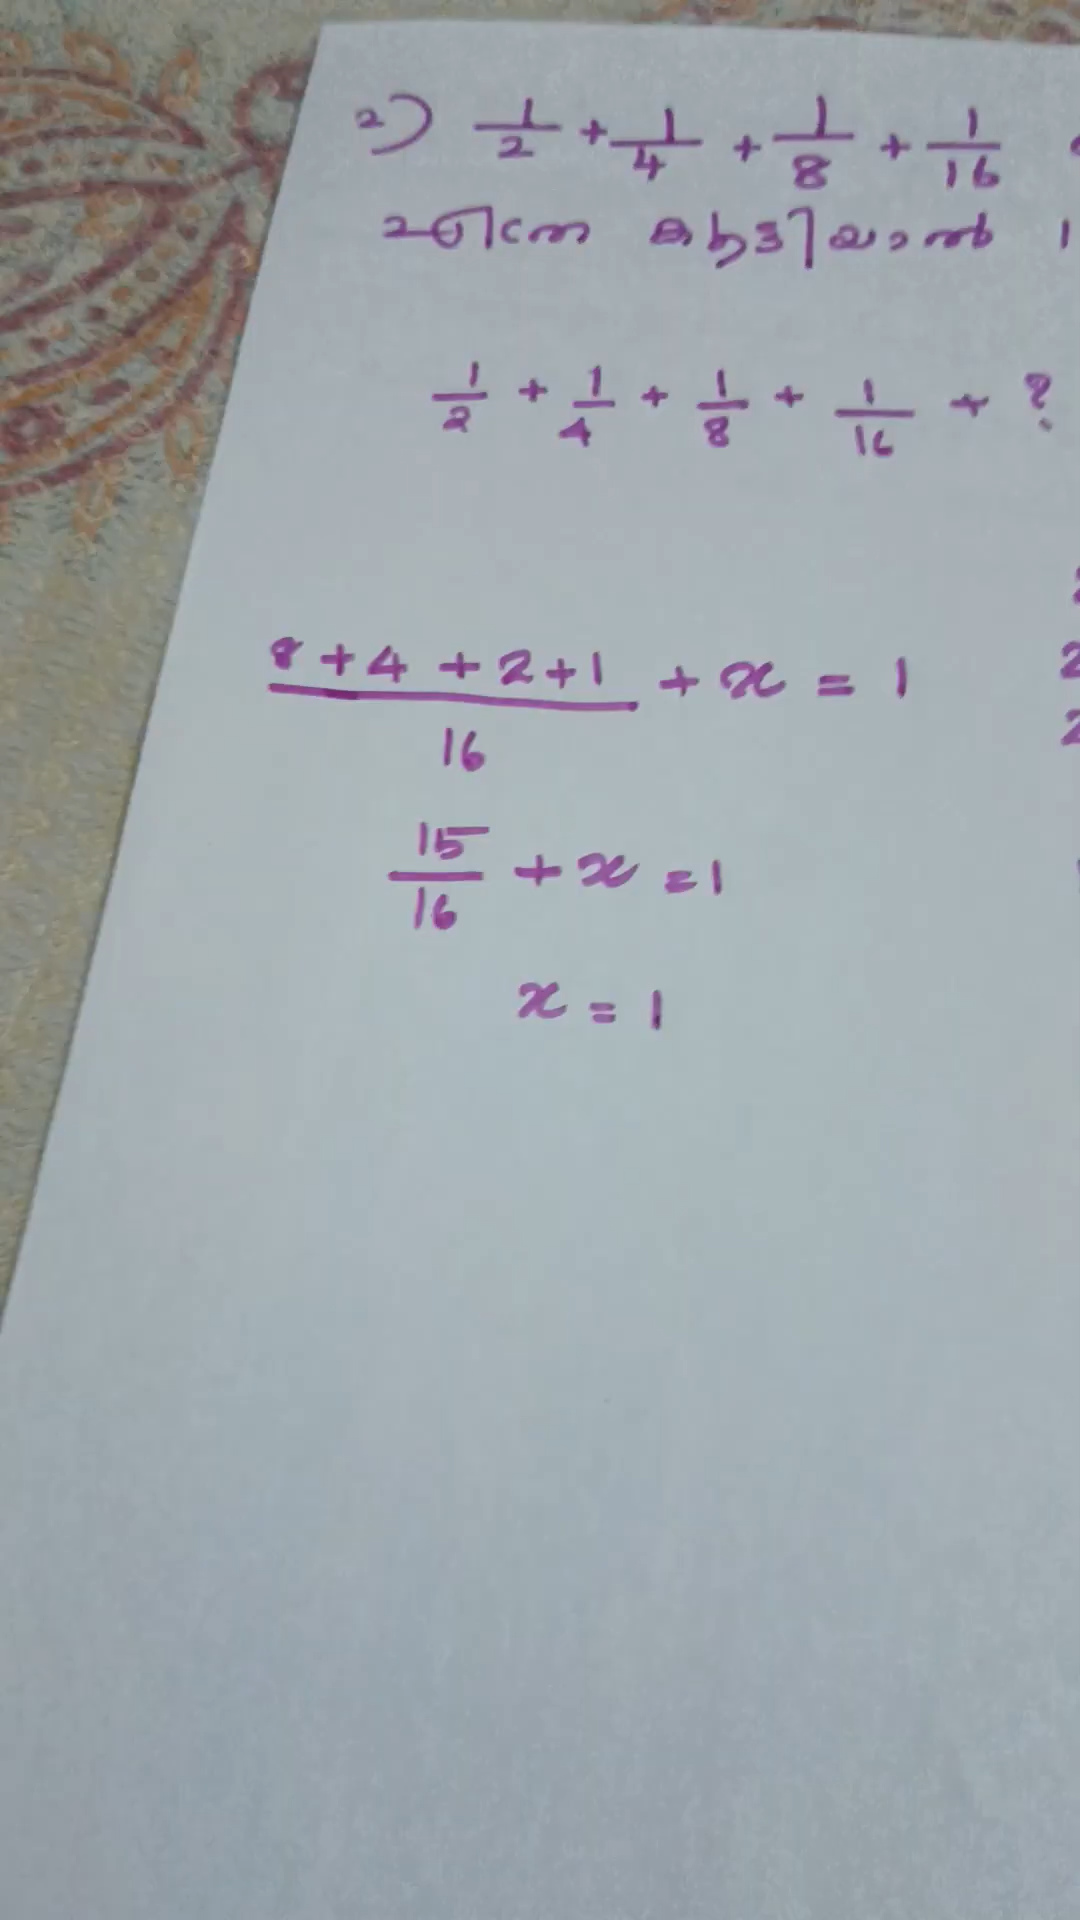 2) 1/2 + 1/4 + 1/8 + 1/16
കൂട്ടിയാൽ 1
1/2 + 1/4 + 1/8 + 1/16 + ?
8 + 4 + 2 + 1 / 16 + x = 1
15/16 + x = 1
x = 1